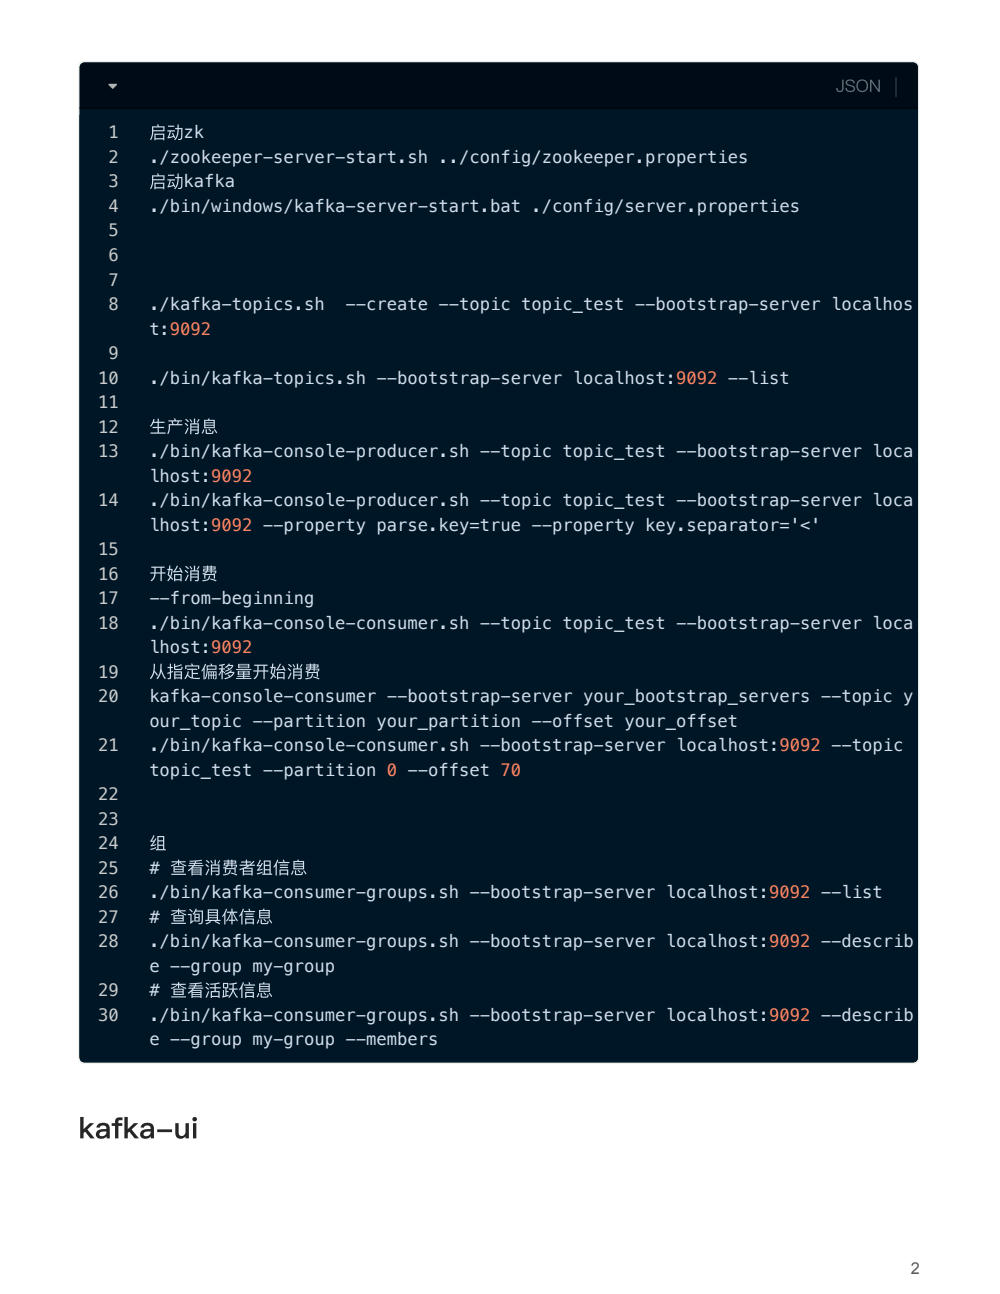 JSON
1 启动zk
2 ./zookeeper-server-start.sh ../config/zookeeper.properties
3 启动kafka
4 ./bin/windows/kafka-server-start.bat ./config/server.properties
5
6
7
8 ./kafka-topics.sh  --create --topic topic_test --bootstrap-server localhos
t:9092
9
10 ./bin/kafka-topics.sh --bootstrap-server localhost:9092 --list
11
12 生产消息
13 ./bin/kafka-console-producer.sh --topic topic_test --bootstrap-server loca
lhost:9092
14 ./bin/kafka-console-producer.sh --topic topic_test --bootstrap-server loca
lhost:9092 --property parse.key=true --property key.separator='<'
15
16 开始消费
17 --from-beginning
18 ./bin/kafka-console-consumer.sh --topic topic_test --bootstrap-server loca
lhost:9092
19 从指定偏移量开始消费
20 kafka-console-consumer --bootstrap-server your_bootstrap_servers --topic y
our_topic --partition your_partition --offset your_offset
21 ./bin/kafka-console-consumer.sh --bootstrap-server localhost:9092 --topic
topic_test --partition 0 --offset 70
22
23
24 组
25 # 查看消费者组信息
26 ./bin/kafka-consumer-groups.sh --bootstrap-server localhost:9092 --list
27 # 查询具体信息
28 ./bin/kafka-consumer-groups.sh --bootstrap-server localhost:9092 --describ
e --group my-group
29 # 查看活跃信息
30 ./bin/kafka-consumer-groups.sh --bootstrap-server localhost:9092 --describ
e --group my-group --members
kafka-ui
2